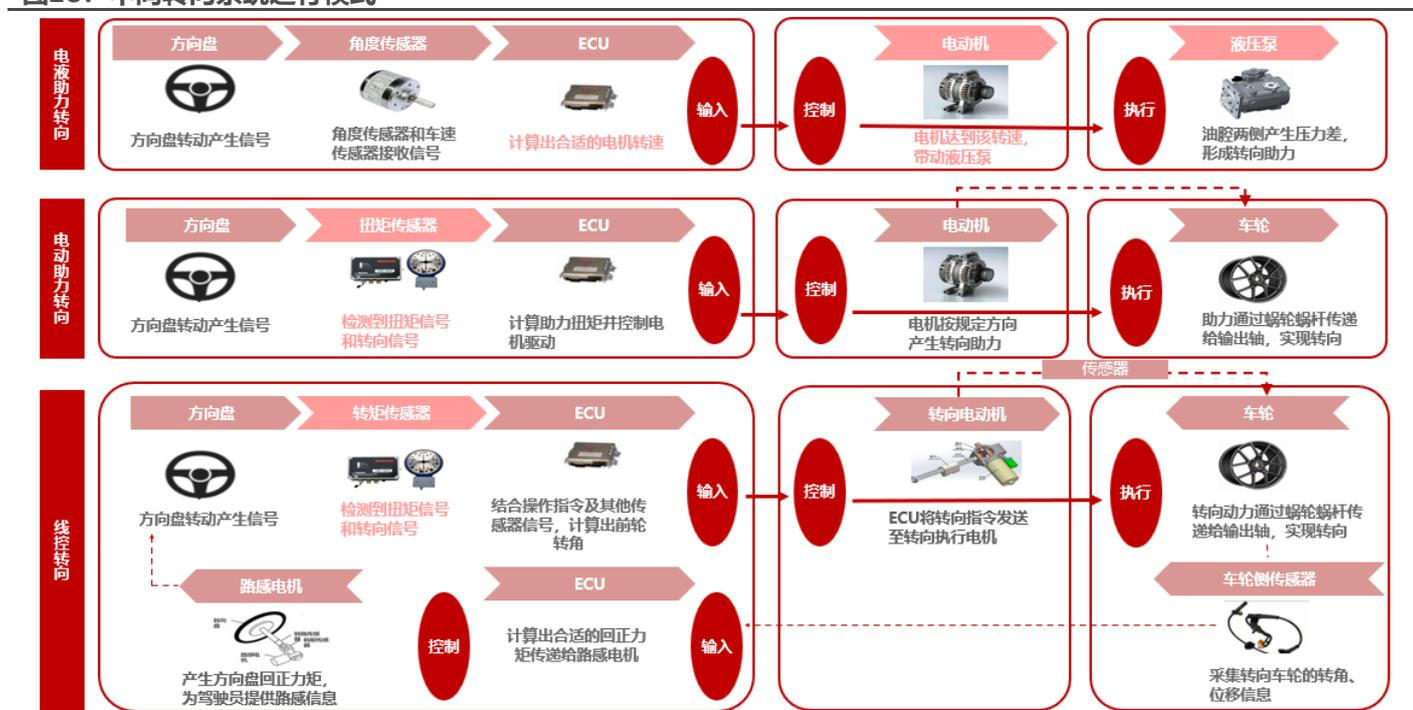 电液助力转向
方向盘
角度传感器
ECU
方向盘转动产生信号
角度传感器和车速
传感器接收信号
计算出合适的电机转速
输入
控制
电动机
电机达到该转速,
带动液压泵
执行
液压泵
油腔两侧产生压力差,
形成转向助力
电动助力转向
方向盘
扭矩传感器
ECU
方向盘转动产生信号
检测到扭矩信号
和转向信号
计算助力扭矩并控制电
机驱动
输入
控制
电动机
电机按规定方向
产生转向助力
执行
车轮
助力通过蜗轮蜗杆传递
给输出轴，实现转向
线控转向
传感器
方向盘
转矩传感器
ECU
方向盘转动产生信号
检测到扭矩信号
和转向信号
结合操作指令及其他传
感器信号，计算出前轮
转角
输入
控制
转向电动机
ECU将转向指令发送
至转向执行电机
执行
车轮
转向动力通过蜗轮蜗杆传
递给输出轴，实现转向
路感电机
转向
盘
转角传感
器 转矩传感
器
路感电
机
产生方向盘回正力矩，
为驾驶员提供路感信息
控制
ECU
计算出合适的回正力
矩传递给路感电机
输入
车轮侧传感器
采集转向车轮的转角、
位移信息